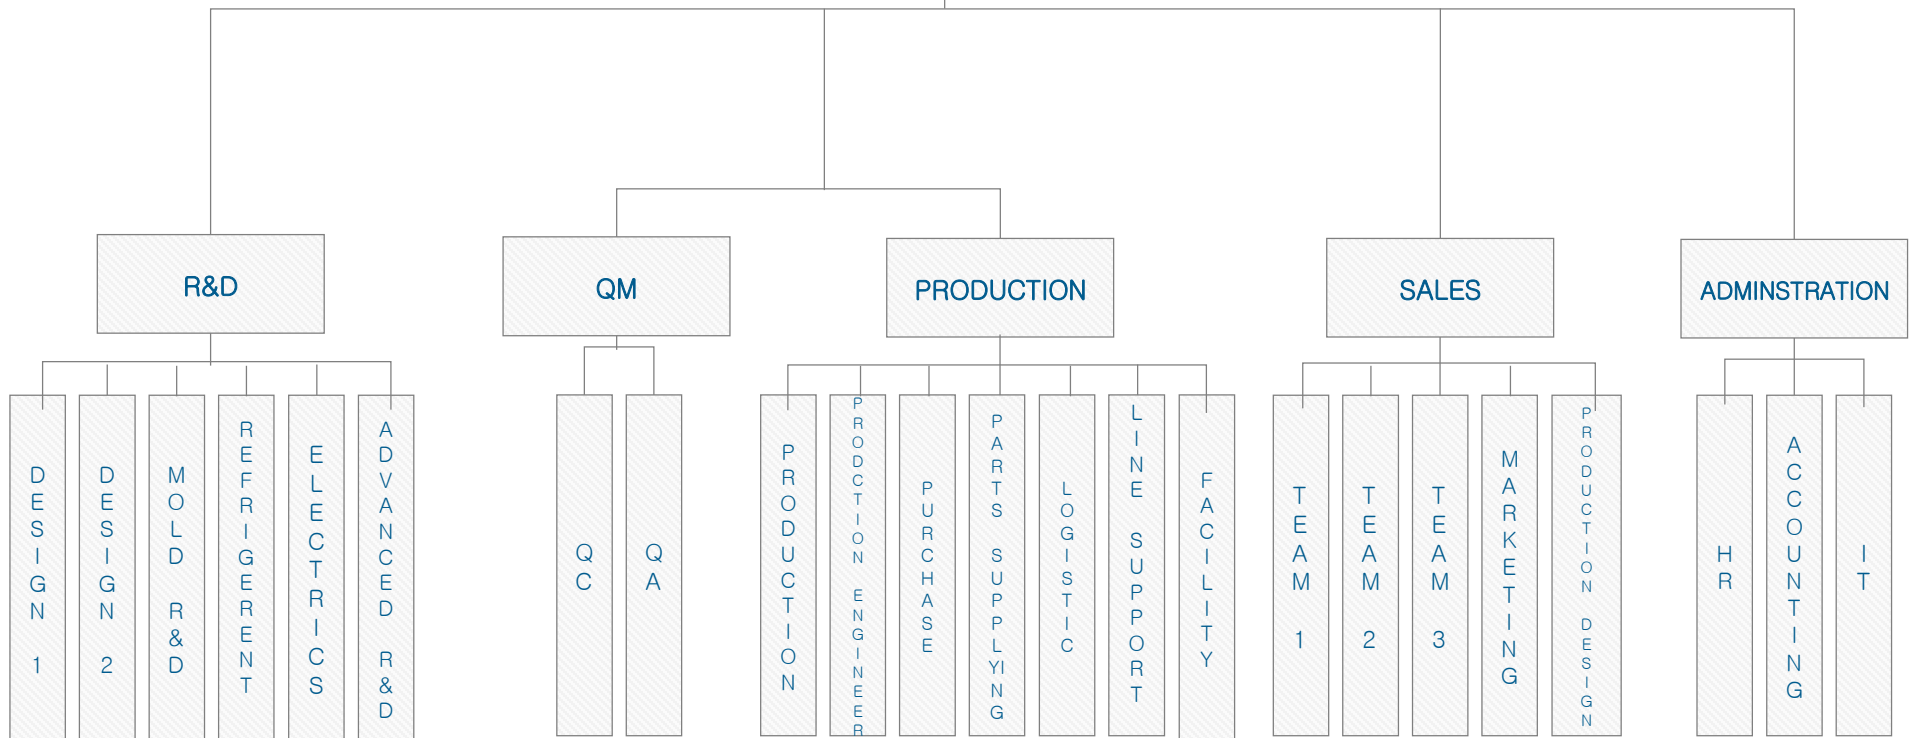 R&D
QM
PRODUCTION
SALES
ADMINSTRATION
DESIGN 1
DESIGN 2
MOLD R&D
REFRIGERENT
ELECTRICS
ADVANCED R&D
QC
QA
PRODUCTION
PRODCTION ENGINEER
PURCHASE
PARTS SUPPLYING
LOGISTIC
LINE SUPPORT
FACILITY
TEAM 1
TEAM 2
TEAM 3
MARKETING
PRODUCTION DESIGN
HR
ACCOUNTING
IT